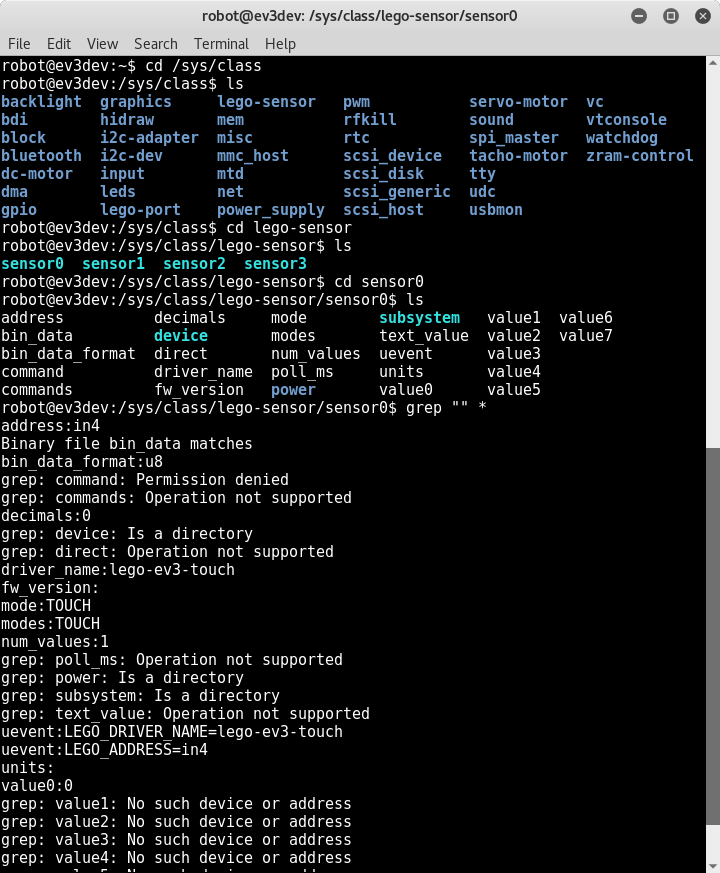 robot@ev3dev: /sys/class/lego-sensor/sensor0
File Edit View Search Terminal Help
robot@ev3dev:~$ cd /sys/class
robot@ev3dev:/sys/class$ ls
backlight  graphics     lego-sensor   pwm           servo-motor  vc
bdi        hidraw       mem           rfkill        sound        vtconsole
block      i2c-adapter  misc          rtc           spi_master   watchdog
bluetooth  i2c-dev      mmc_host      scsi_device   tacho-motor  zram-control
dc-motor   input        mtd           scsi_disk     tty
dma        leds         net           scsi_generic  udc
gpio       lego-port    power_supply  scsi_host     usbmon
robot@ev3dev:/sys/class$ cd lego-sensor
robot@ev3dev:/sys/class/lego-sensor$ ls
sensor0  sensor1  sensor2  sensor3
robot@ev3dev:/sys/class/lego-sensor$ cd sensor0
robot@ev3dev:/sys/class/lego-sensor/sensor0$ ls
address          decimals     mode        subsystem   value1  value6
bin_data         device       modes       text_value  value2  value7
bin_data_format  direct       num_values  uevent      value3
command          driver_name  poll_ms     units       value4
commands         fw_version   power       value0      value5
robot@ev3dev:/sys/class/lego-sensor/sensor0$ grep "" *
address:in4
Binary file bin_data matches
bin_data_format:u8
grep: command: Permission denied
grep: commands: Operation not supported
decimals:0
grep: device: Is a directory
grep: direct: Operation not supported
driver_name:lego-ev3-touch
fw_version:
mode:TOUCH
modes:TOUCH
num_values:1
grep: poll_ms: Operation not supported
grep: power: Is a directory
grep: subsystem: Is a directory
grep: text_value: Operation not supported
uevent:LEGO_DRIVER_NAME=lego-ev3-touch
uevent:LEGO_ADDRESS=in4
units:
value0:0
grep: value1: No such device or address
grep: value2: No such device or address
grep: value3: No such device or address
grep: value4: No such device or address